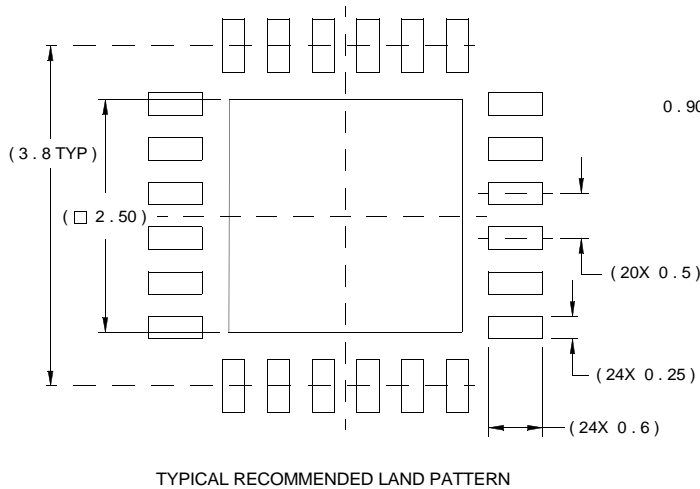 0.90
(3.8 TYP)
(□ 2.50)
(20X 0.5)
(24X 0.25)
(24X 0.6)
TYPICAL RECOMMENDED LAND PATTERN